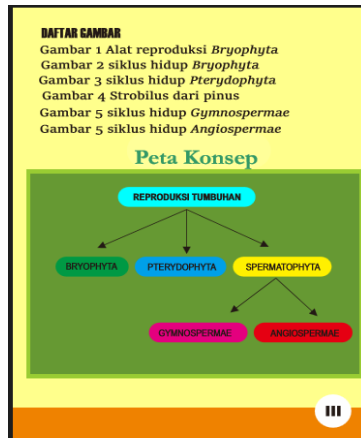 DAFTAR GAMBAR
Gambar 1 Alat reproduksi Bryophyta
Gambar 2 siklus hidup Bryophyta
Gambar 3 siklus hidup Pterydophyta
Gambar 4 Strobilus dari pinus
Gambar 5 siklus hidup Gymnospermae
Gambar 5 siklus hidup Angiospermae
Peta Konsep
REPRODUKSI TUMBUHAN
BRYOPHYTA PTERYDOPHYTA SPERMATOPHYTA
GYMNOSPERMAE ANGIOSPERMAE
III